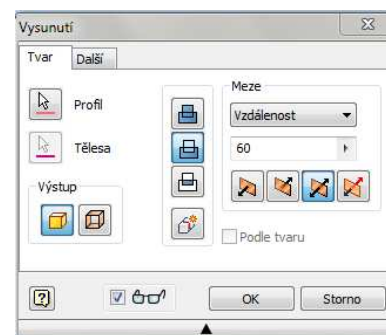 Vysunutí
Tvar
Další
Profil
Tělesa
Výstup
Meze
Vzdálenost
60
Podle tvaru
OK
Storno